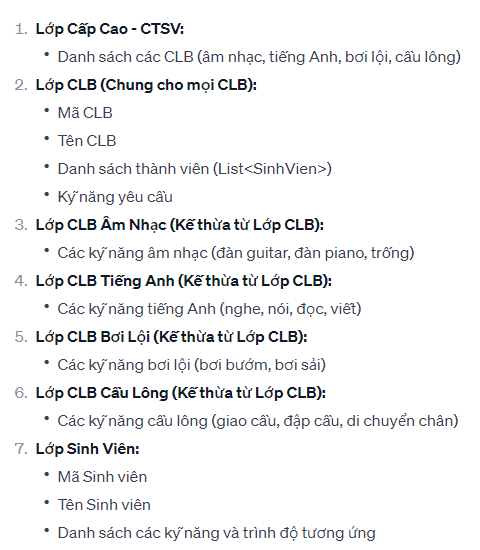 1. Lớp Cấp Cao - CTSV:
• Danh sách các CLB (âm nhạc, tiếng Anh, bơi lội, cầu lông)
2. Lớp CLB (Chung cho mọi CLB):
• Mã CLB
• Tên CLB
• Danh sách thành viên (List<SinhVien>)
• Kỹ năng yêu cầu
3. Lớp CLB Âm Nhạc (Kế thừa từ Lớp CLB):
• Các kỹ năng âm nhạc (đàn guitar, đàn piano, trống)
4. Lớp CLB Tiếng Anh (Kế thừa từ Lớp CLB):
• Các kỹ năng tiếng Anh (nghe, nói, đọc, viết)
5. Lớp CLB Bơi Lội (Kế thừa từ Lớp CLB):
• Các kỹ năng bơi lội (bơi bướm, bơi sải)
6. Lớp CLB Cầu Lông (Kế thừa từ Lớp CLB):
• Các kỹ năng cầu lông (giao cầu, đập cầu, di chuyển chân)
7. Lớp Sinh Viên:
• Mã Sinh viên
• Tên Sinh viên
• Danh sách các kỹ năng và trình độ tương ứng